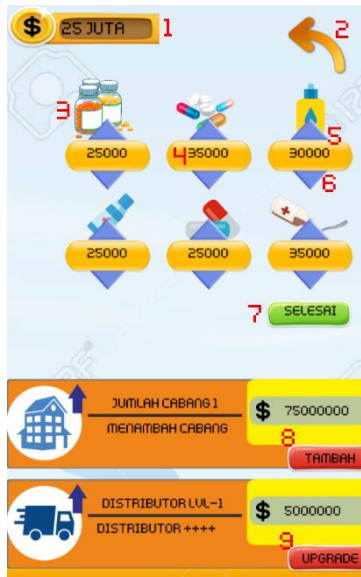 $ 25 JUTA 1 2
3
4 5
25000 35000 30000
6
25000 25000 35000
7 SELESAI
JUMLAH CABANG 1 $ 75000000
MENAMBAH CABANG 8
TAMBAH
DISTRIBUTOR LVL-1 $ 5000000
DISTRIBUTOR ++++ 9
UPGRADE